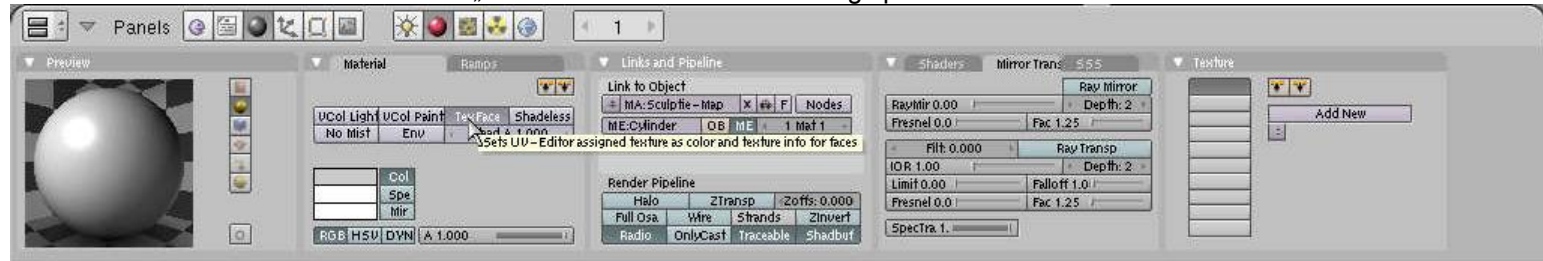 Panels
1
Preview
Material Ramps
VCol Light VCol Paint TexFace Shadeless
No Mist Env A 1.000
Sets UV-Editor assigned texture as color and texture info for faces
Col
Spe
Mir
RGB HSV DYN A 1.000
Links and Pipeline
Link to Object
MA:Sculptie-Map X F Nodes
ME:Cylinder OB ME 1 Mat 1
Render Pipeline
Halo ZTransp Zoffs: 0.000
Full Osa Wire Strands ZInvert
Radio OnlyCast Traceable Shadbuf
Shaders Mirror Trans SSS
Ray Mirror
RayMir 0.00 Depth: 2
Fresnel 0.0 Fac 1.25
Filt: 0.000 Ray Transp
IOR 1.00 Depth: 2
Limit 0.00 Falloff 1.0
Fresnel 0.0 Fac 1.25
SpecTra 1.
Texture
Add New